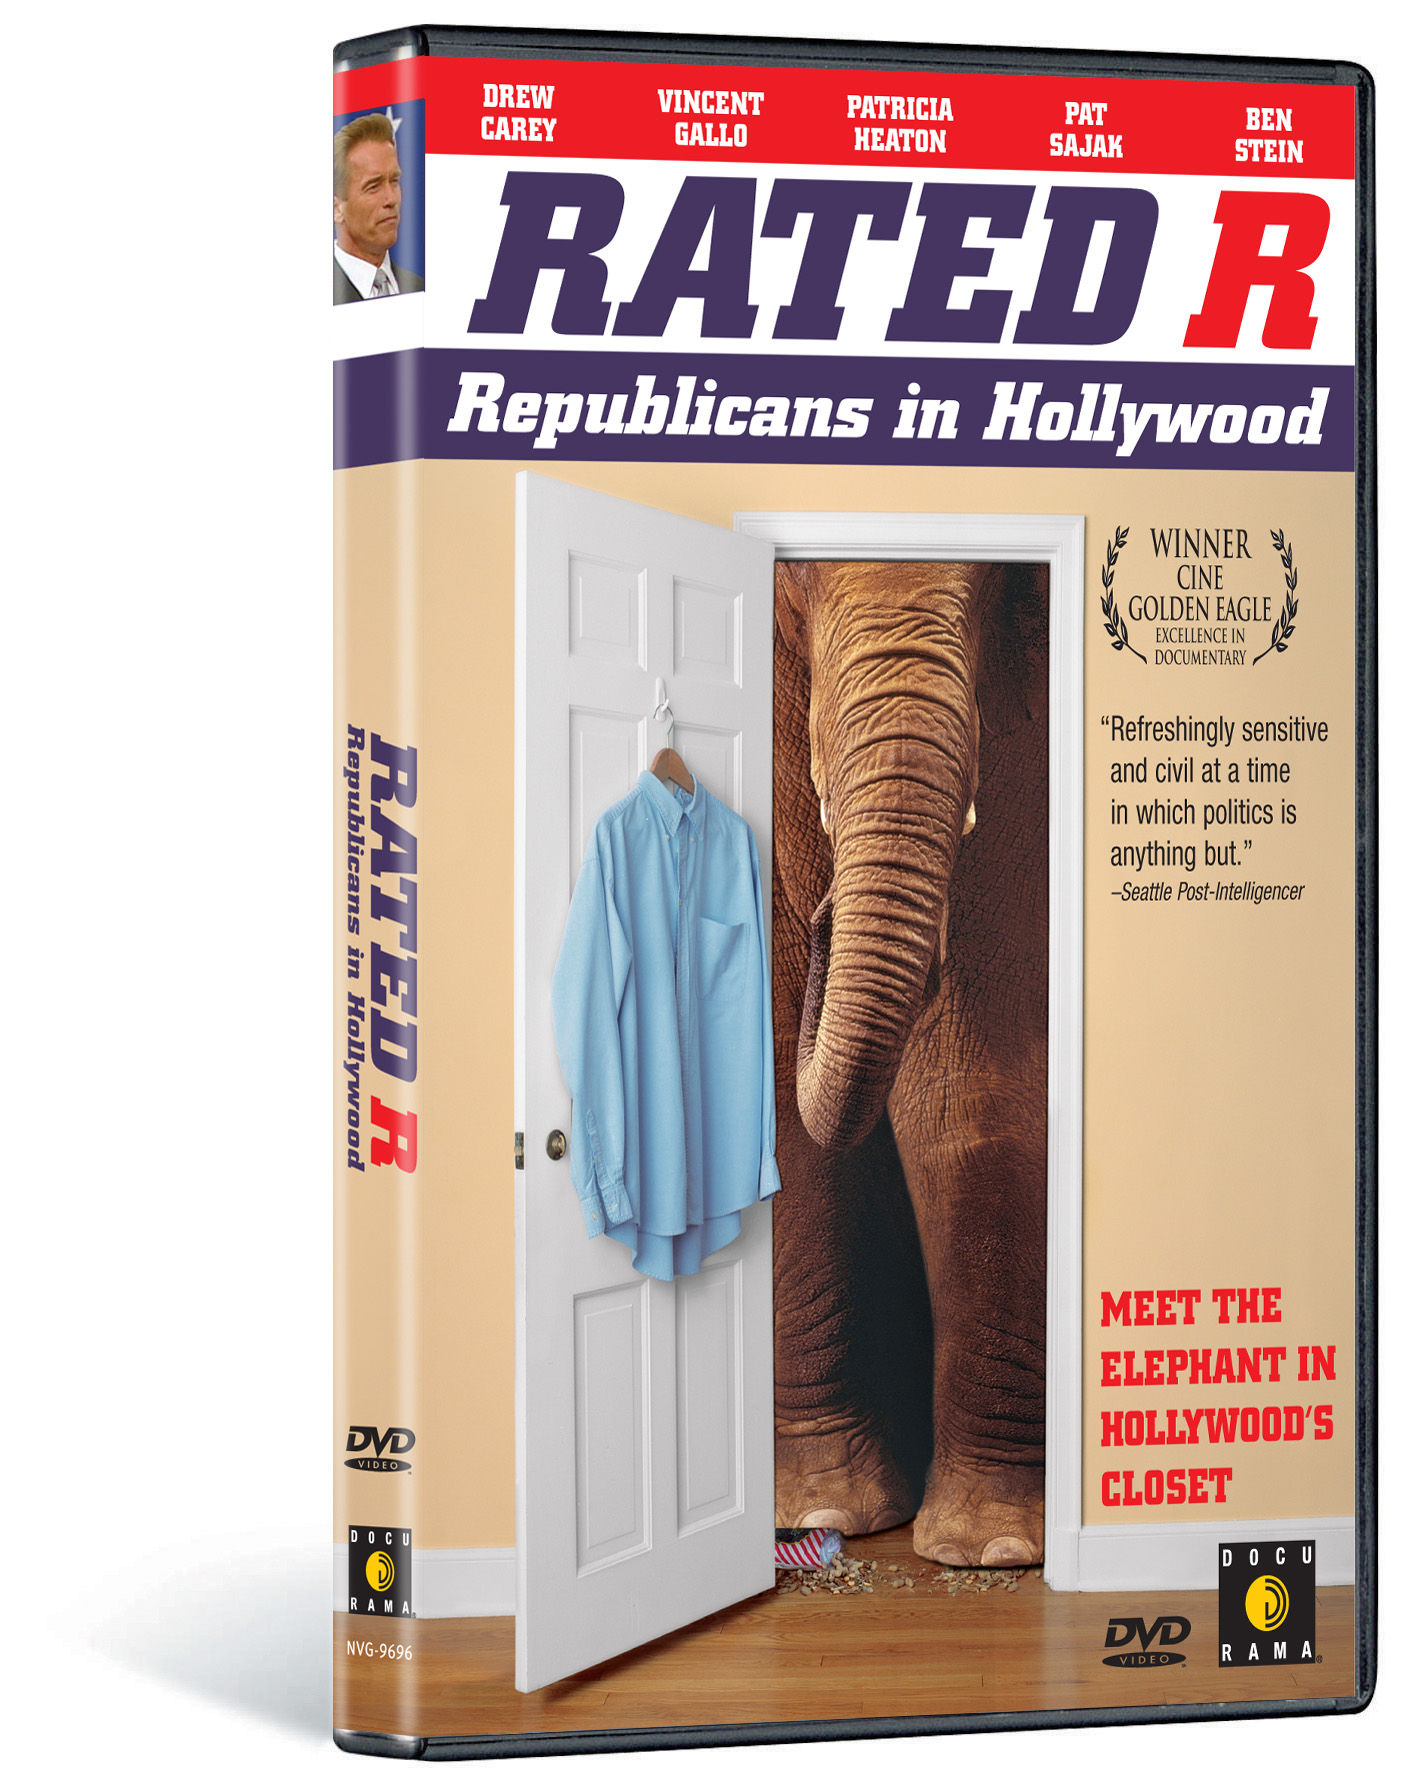 DREW
CAREY
VINCENT
GALLO
PATRICIA
HEATON
PAT
SAJAK
BEN
STEIN
RATED R
Republicans in Hollywood
WINNER
CINE
GOLDEN EAGLE
EXCELLENCE IN
DOCUMENTARY
“Refreshingly sensitive
and civil at a time
in which politics is
anything but.”
–Seattle Post-Intelligencer
MEET THE
ELEPHANT IN
HOLLYWOOD'S
CLOSET
DVD
VIDEO
DOCU
RAMA®
RATED R
Republicans in Hollywood
DVD
VIDEO
DOCU
RAMA®
NVG-9696